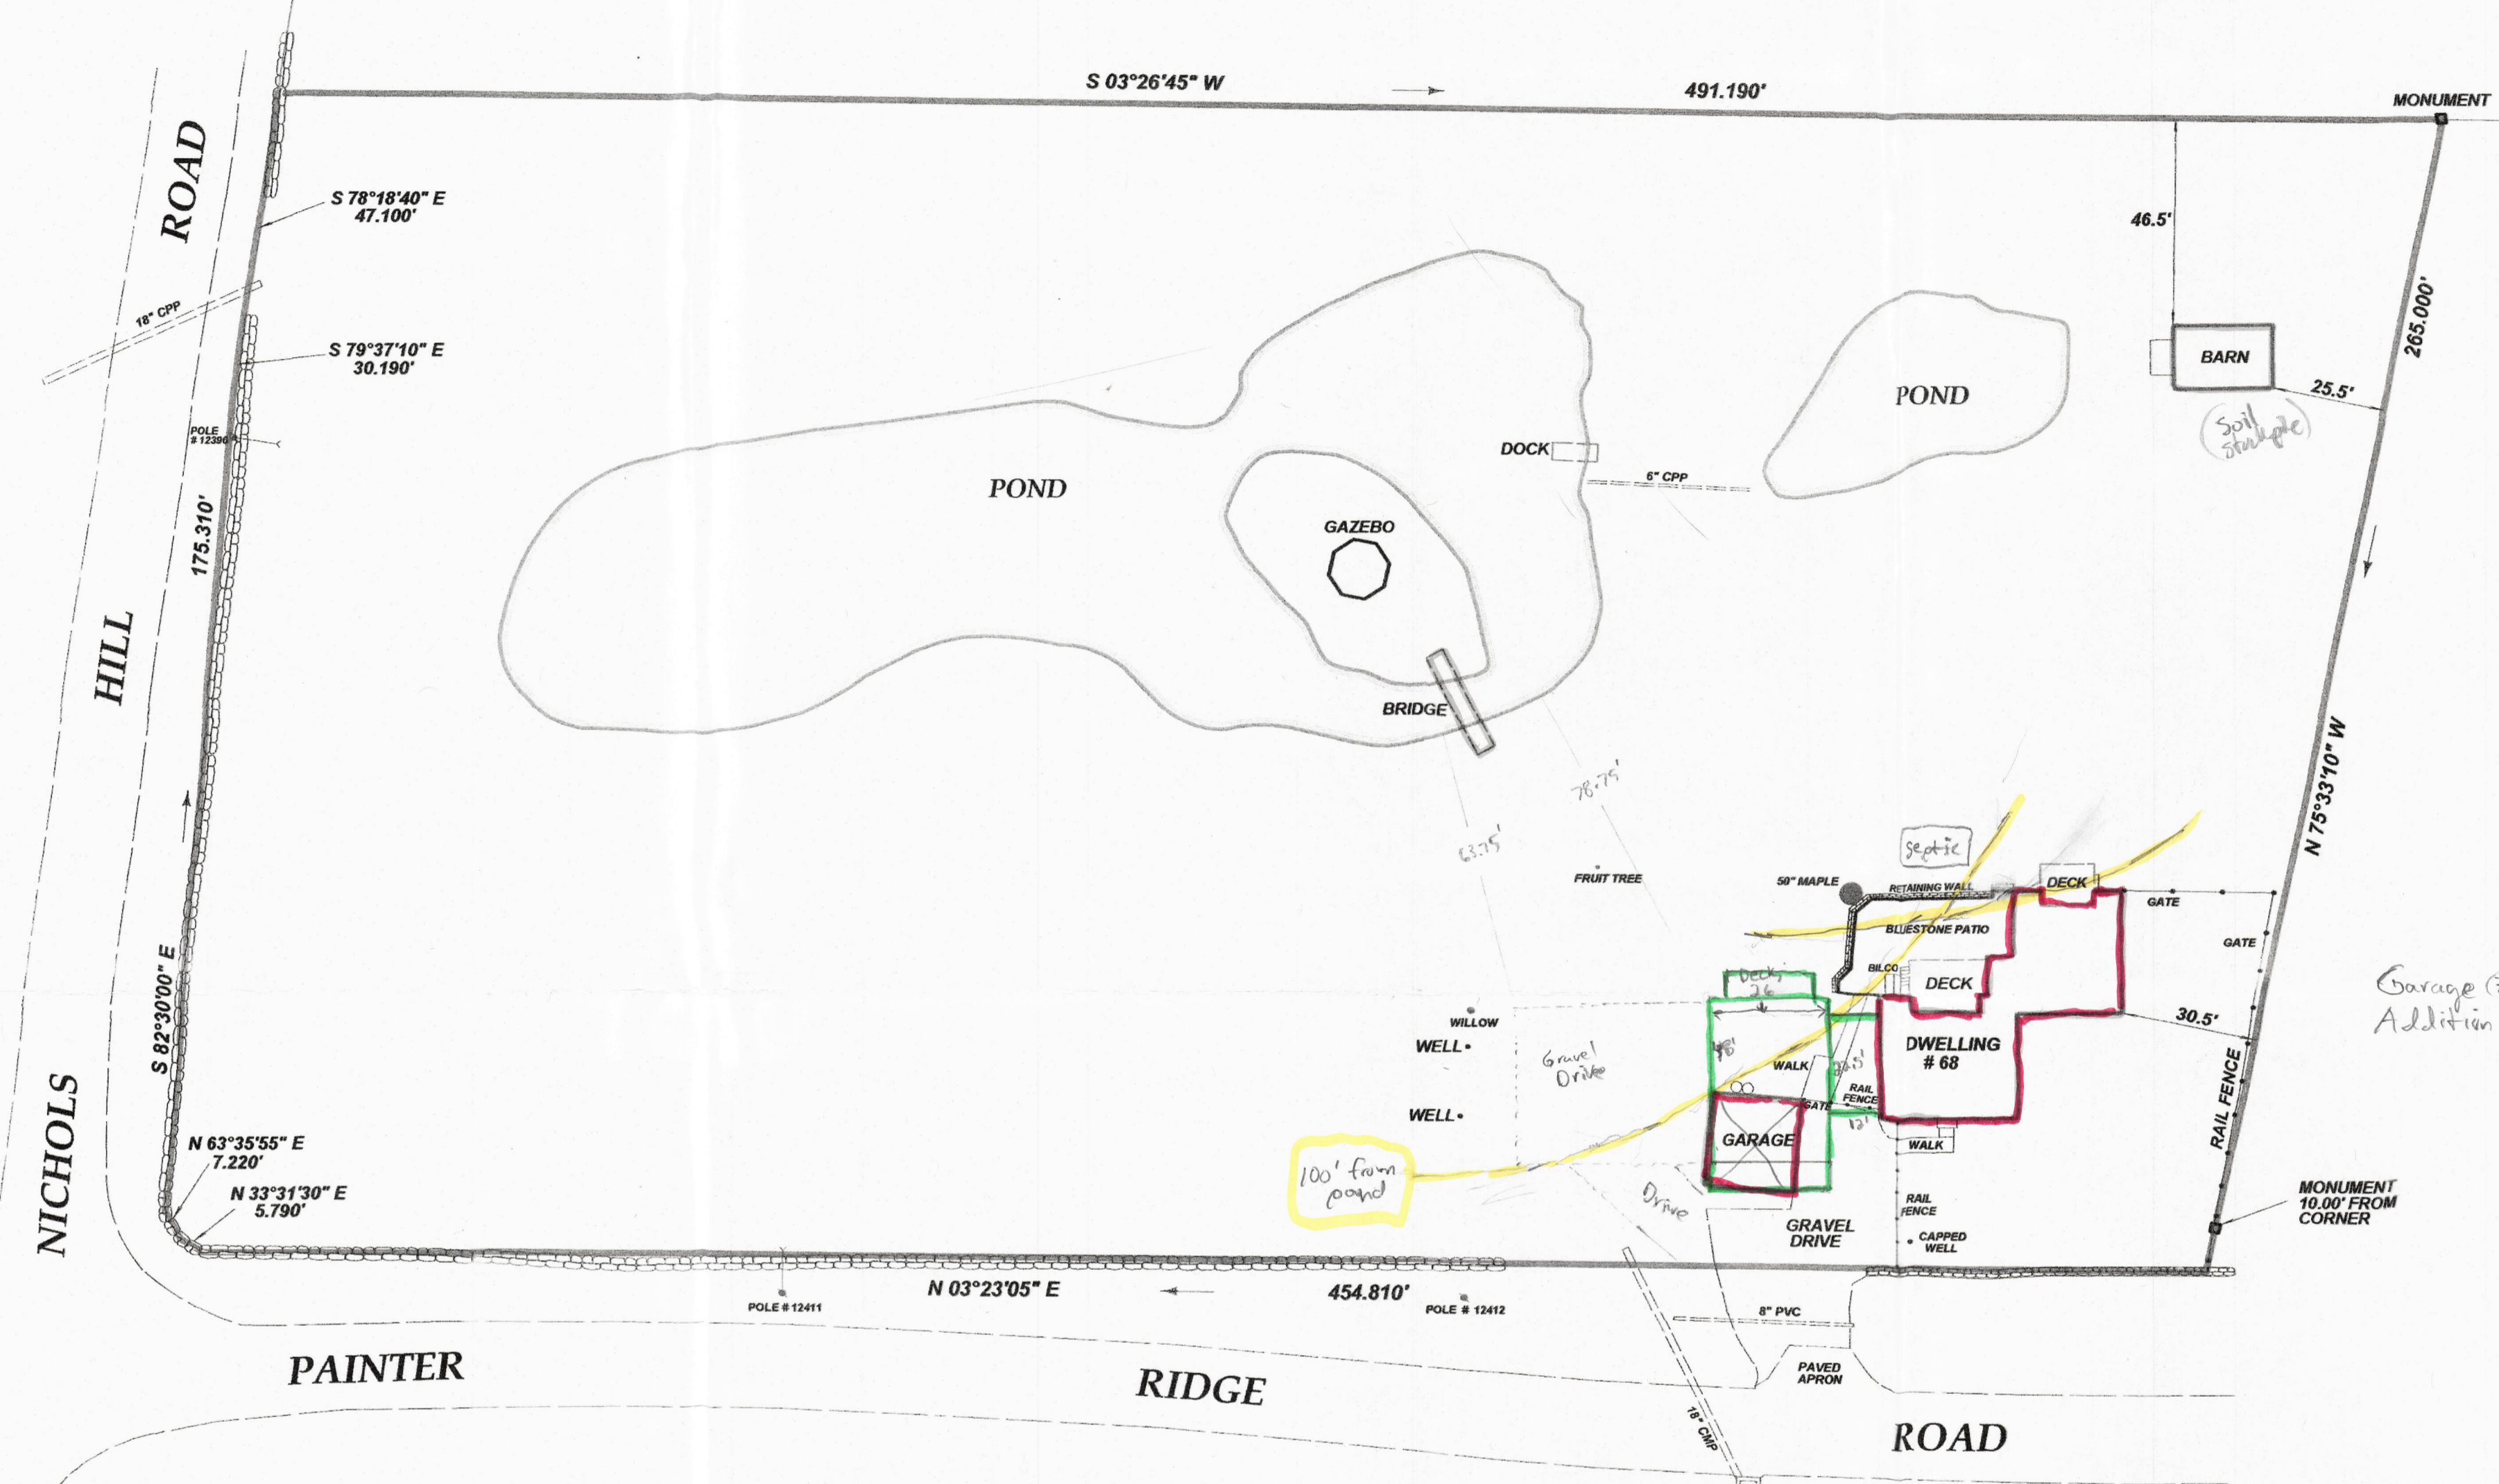 S 03°26'45" W
491.190'
MONUMENT
ROAD
S 78°18'40" E
47.100'
46.5'
265.000'
18" CPP
S 79°37'10" E
30.190'
BARN
25.5'
POND
(Soil
stockpile)
POLE
# 12396
DOCK
6" CPP
POND
GAZEBO
175.310'
HILL
BRIDGE
78.75'
63.75'
N 75°33'10" W
septic
FRUIT TREE
50" MAPLE
RETAINING WALL
DECK
GATE
BLUESTONE PATIO
GATE
BILCO
DECK
Deck
26
S 82°30'00" E
Garage
Addition
WILLOW
WELL
30.5'
48'
DWELLING
# 68
Gravel
Drive
WALK
22.5'
RAIL
FENCE
GATE
12'
WELL
RAIL FENCE
GARAGE
WALK
NICHOLS
N 63°35'55" E
7.220'
100' from
pond
Drive
N 33°31'30" E
5.790'
MONUMENT
10.00' FROM
CORNER
RAIL
FENCE
GRAVEL
DRIVE
CAPPED
WELL
N 03°23'05" E
454.810'
POLE # 12411
POLE # 12412
8" PVC
PAINTER
RIDGE
PAVED
APRON
18" CMP
ROAD